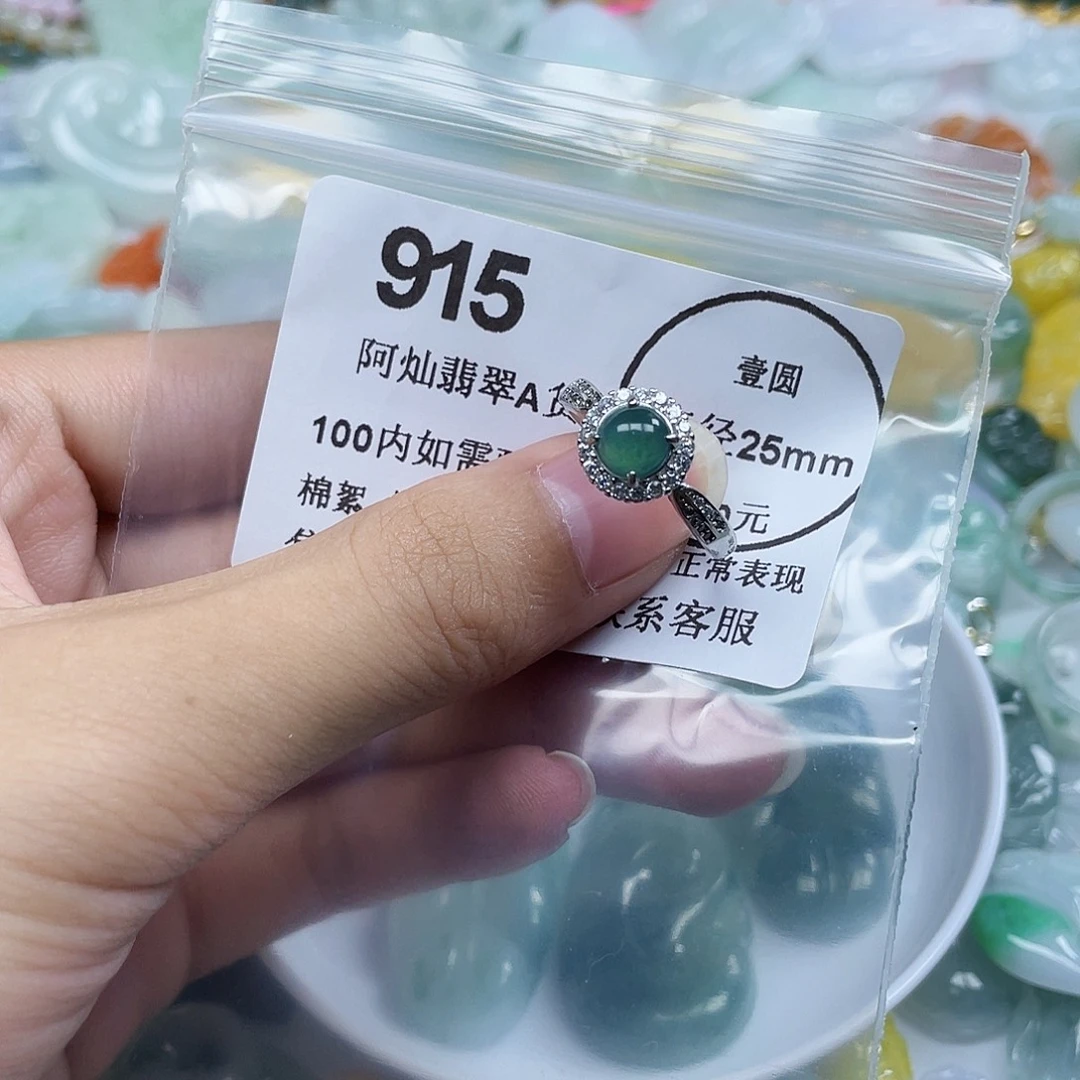 915
阿灿翡翠A货
壹圆
100内如需
径25mm
棉絮
元
正常表现
系客服